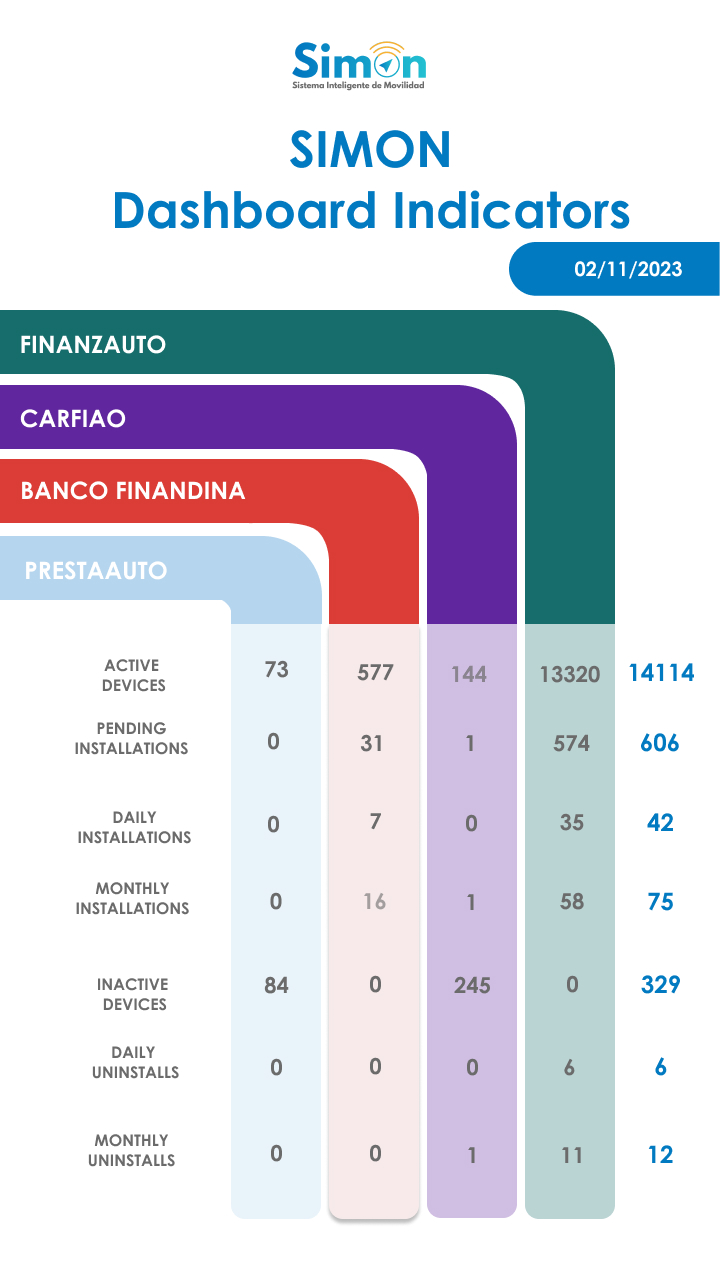 Simon
Sistema Inteligente de Movilidad
SIMON
Dashboard Indicators
02/11/2023
FINANZAUTO
CARFIAO
BANCO FINANDINA
PRESTAAUTO
ACTIVE
DEVICES
73 577 144 13320 14114
PENDING
INSTALLATIONS
0 31 1 574 606
DAILY
INSTALLATIONS
0 7 0 35 42
MONTHLY
INSTALLATIONS
0 16 1 58 75
INACTIVE
DEVICES
84 0 245 0 329
DAILY
UNINSTALLS
0 0 0 6 6
MONTHLY
UNINSTALLS
0 0 1 11 12